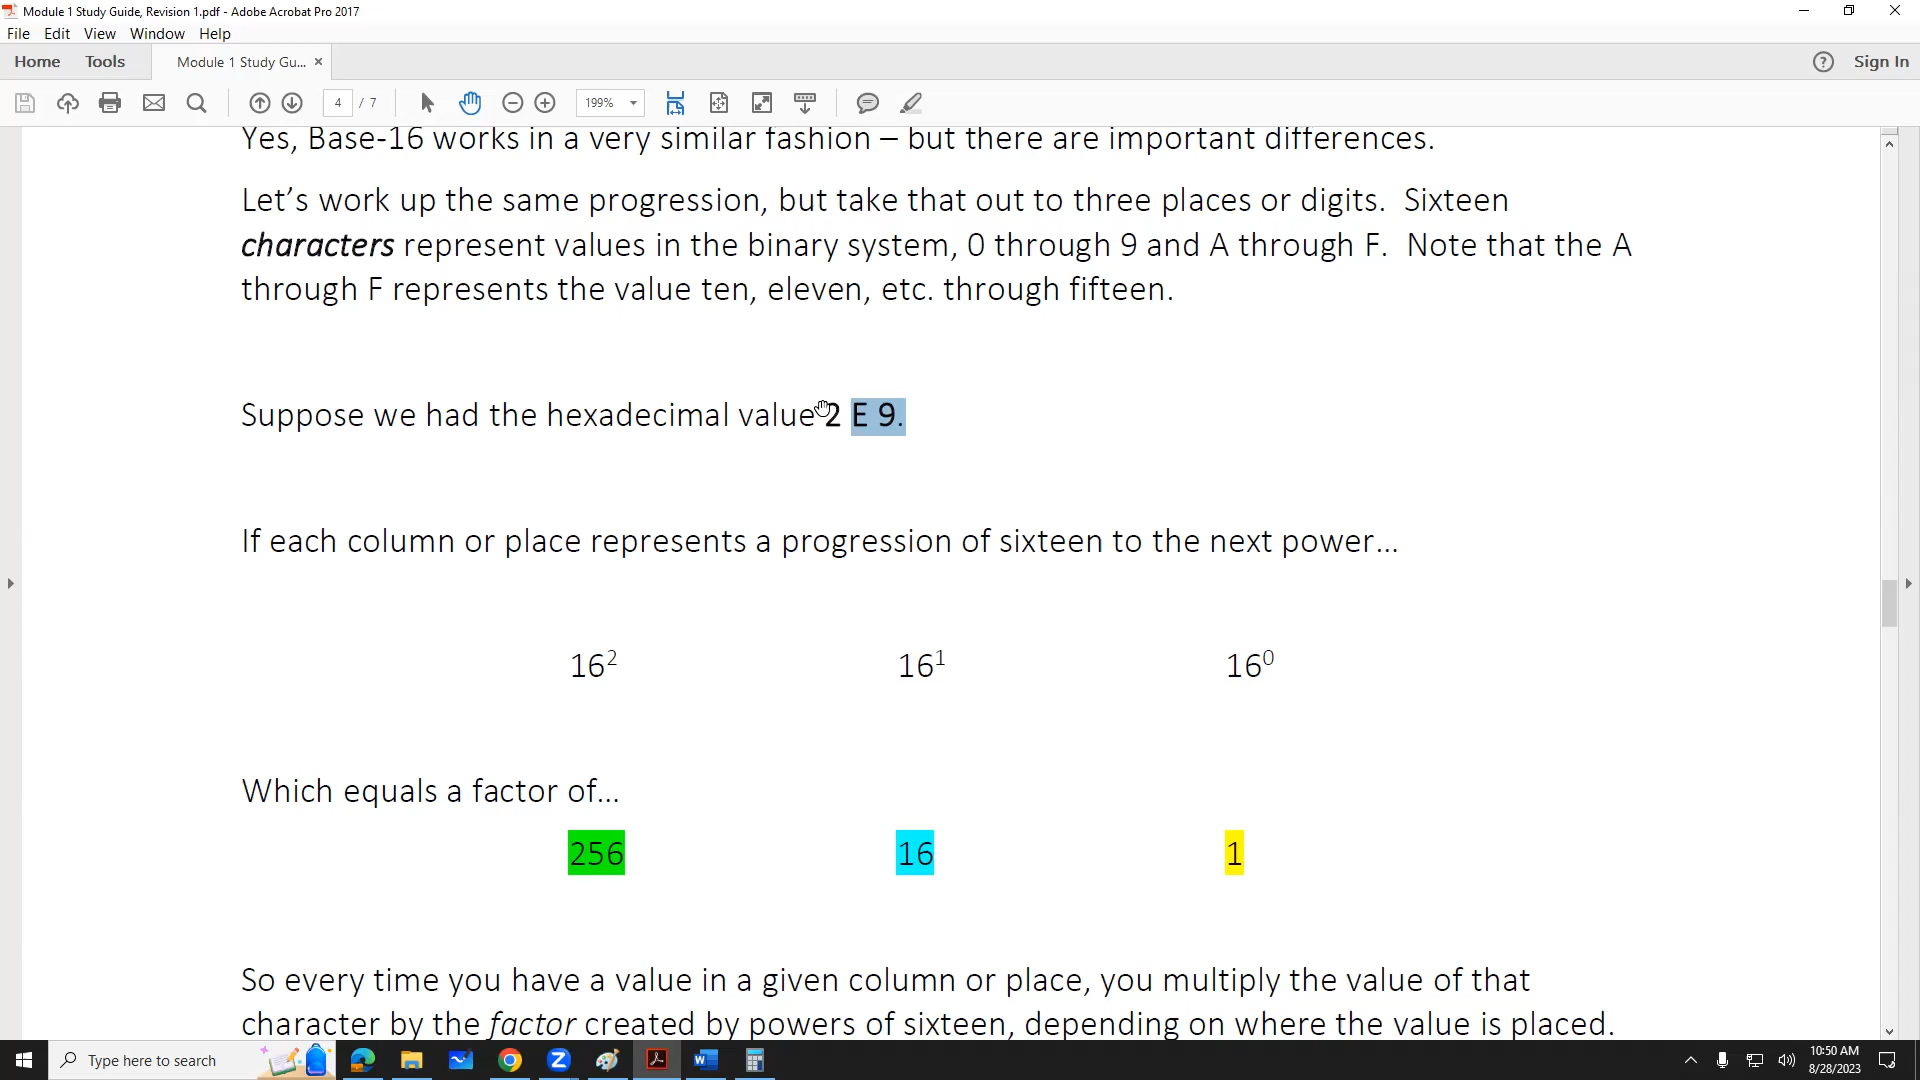 Module 1 Study Guide, Revision 1.pdf - Adobe Acrobat Pro 2017
File Edit View Window Help
Home Tools Module 1 Study Gu... × Sign In
4 / 7 199%
Yes, Base-16 works in a very similar fashion – but there are important differences.
Let’s work up the same progression, but take that out to three places or digits. Sixteen
characters represent values in the binary system, 0 through 9 and A through F. Note that the A
through F represents the value ten, eleven, etc. through fifteen.
Suppose we had the hexadecimal value 2 E 9.
If each column or place represents a progression of sixteen to the next power…
16² 16¹ 16⁰
Which equals a factor of…
256 16 1
So every time you have a value in a given column or place, you multiply the value of that
character by the factor created by powers of sixteen, depending on where the value is placed.
Type here to search
10:50 AM
8/28/2023